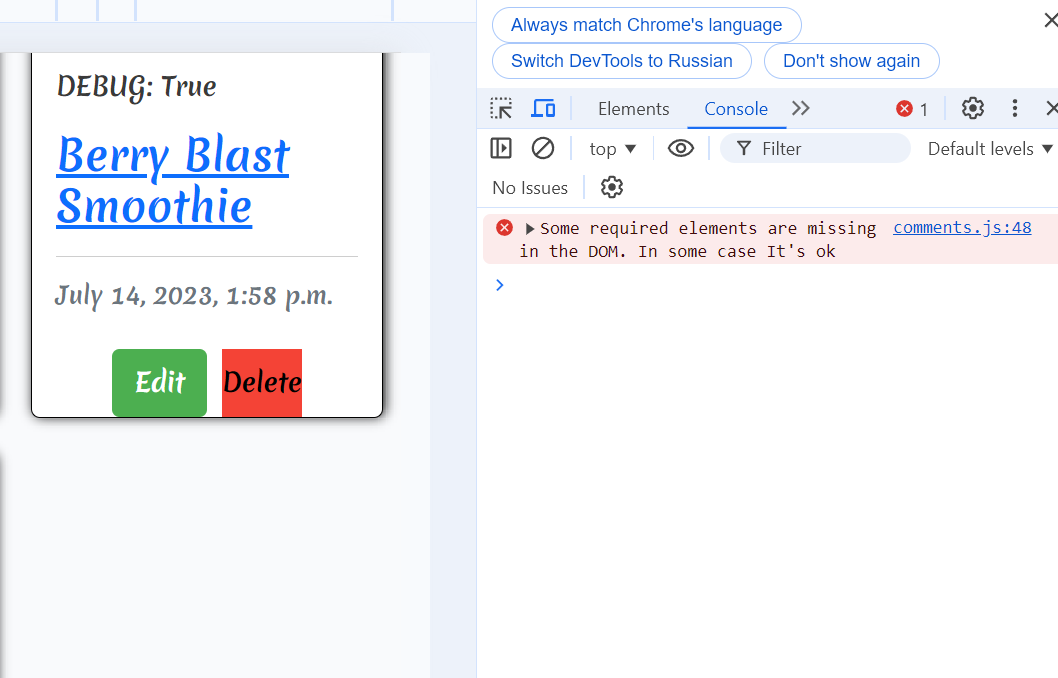 DEBUG: True
Berry Blast
Smoothie
July 14, 2023, 1:58 p.m.
Edit Delete
Always match Chrome's language
Switch DevTools to Russian Don't show again
Elements Console 1
top Filter Default levels
No Issues
Some required elements are missing comments.js:48
in the DOM. In some case It's ok